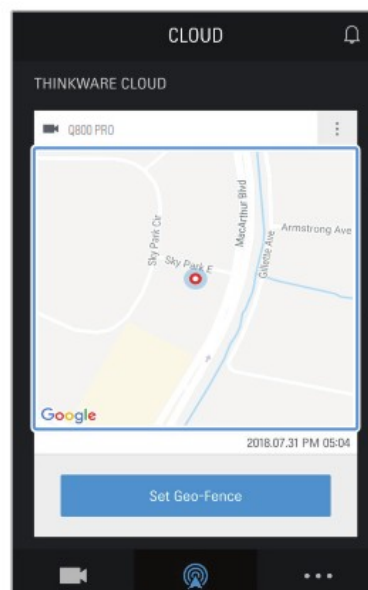 CLOUD
THINKWARE CLOUD
Q800 PRO
Sky Park Cir
MacArthur Blvd
Armstrong Ave
Gillette Ave
Sky Park E
Google
2018.07.31 PM 05:04
Set Geo-Fence